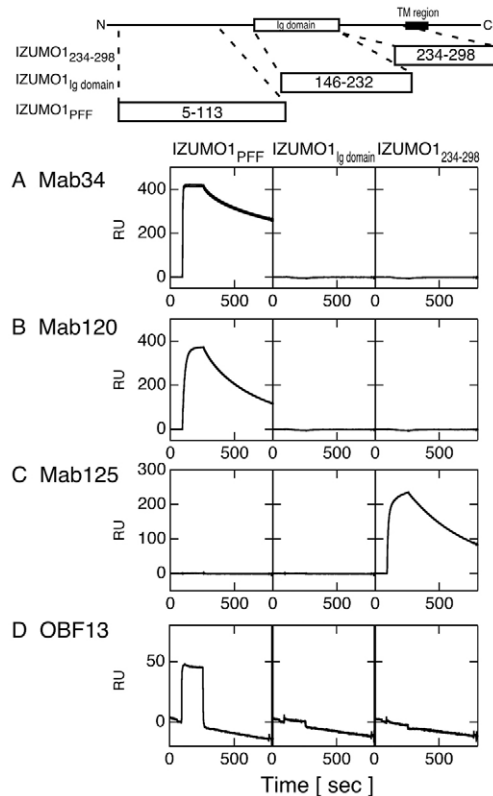 N Ig domain TM region C
IZUMO1234-298 234-298
IZUMO1Ig domain 146-232
IZUMO1PFF 5-113
IZUMO1PFF IZUMO1Ig domain IZUMO1234-298
A Mab34
RU
400
200
0
0 500 0 500 0 500
B Mab120
RU
400
200
0
0 500 0 500 0 500
C Mab125
RU
300
200
100
0
0 500 0 500 0 500
D OBF13
RU
50
0
0 500 0 500 0 500
Time [ sec ]